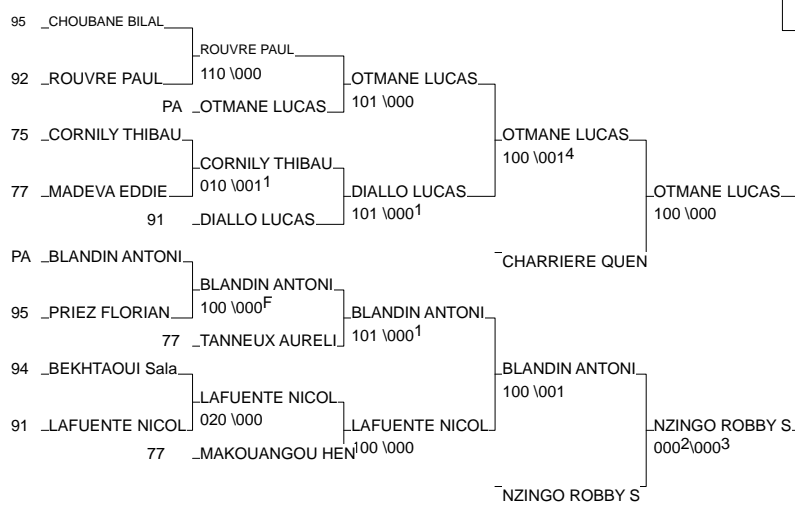 95 CHOUBANE BILAL
ROUVRE PAUL
110 \000
92 ROUVRE PAUL
OTMANE LUCAS
101 \000
PA OTMANE LUCAS
75 CORNILY THIBAU
OTMANE LUCAS
100 \0014
CORNILY THIBAU
010 \0011
77 MADEVA EDDIE
DIALLO LUCAS
101 \0001
OTMANE LUCAS
100 \000
91 DIALLO LUCAS
PA BLANDIN ANTONI
CHARRIERE QUEN
BLANDIN ANTONI
100 \000F
95 PRIEZ FLORIAN
BLANDIN ANTONI
101 \0001
77 TANNEUX AURELI
94 BEKHTAOUI Sala
BLANDIN ANTONI
100 \001
LAFUENTE NICOL
020 \000
91 LAFUENTE NICOL
LAFUENTE NICOL
100 \000
NZINGO ROBBY S
0002\0003
77 MAKOUANGOU HEN
NZINGO ROBBY S